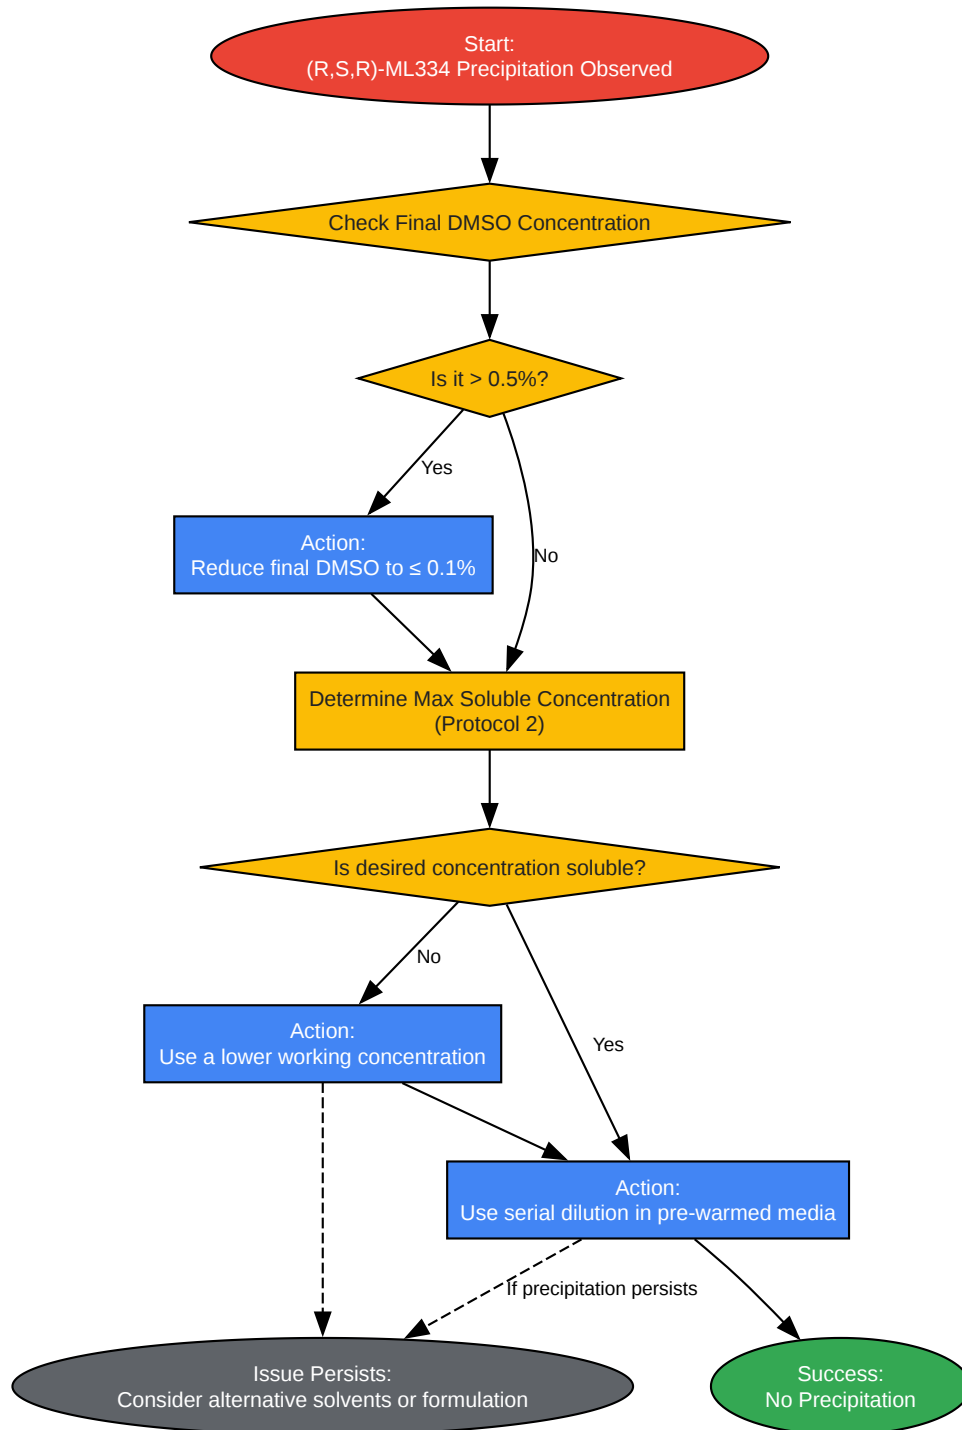 Start:
(R,S,R)-ML334 Precipitation Observed
Check Final DMSO Concentration
Is it > 0.5%?
Yes
Action:
Reduce final DMSO to ≤ 0.1%
No
Determine Max Soluble Concentration
(Protocol 2)
Is desired concentration soluble?
No
Action:
Use a lower working concentration
Yes
Action:
Use serial dilution in pre-warmed media
If precipitation persists
Issue Persists:
Consider alternative solvents or formulation
Success:
No Precipitation